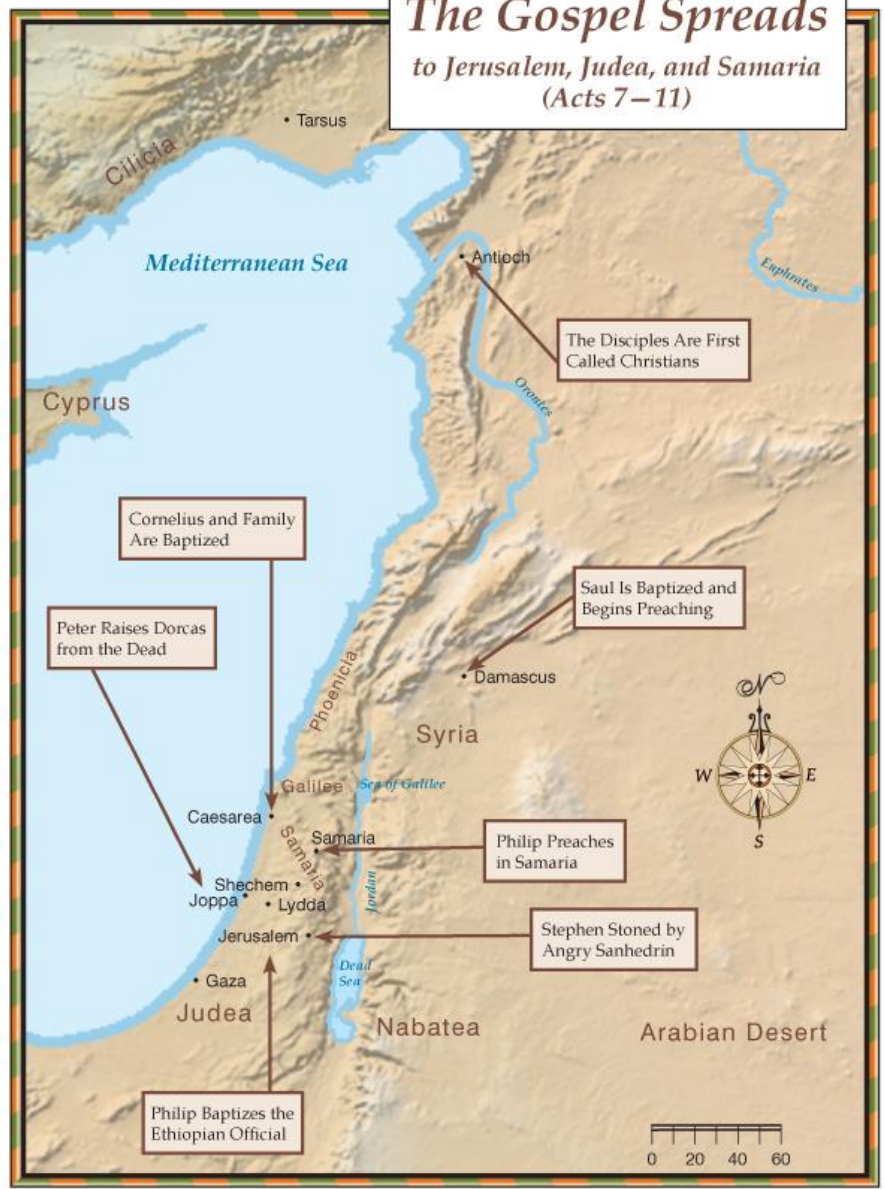 The Gospel Spreads
to Jerusalem, Judea, and Samaria
(Acts 7—11)
Tarsus
Cilicia
Mediterranean Sea
Antioch
Euphrates
The Disciples Are First
Called Christians
Orontes
Cyprus
Cornelius and Family
Are Baptized
Saul Is Baptized and
Begins Preaching
Peter Raises Dorcas
from the Dead
Phoenicia
Damascus
Syria
N
W
E
S
Galilee
Sea of Galilee
Caesarea
Samaria
Samaria
Philip Preaches
in Samaria
Shechem
Joppa
Lydda
Jordan
Jerusalem
Stephen Stoned by
Angry Sanhedrin
Dead
Sea
Gaza
Judea
Nabatea
Arabian Desert
Philip Baptizes the
Ethiopian Official
0 20 40 60